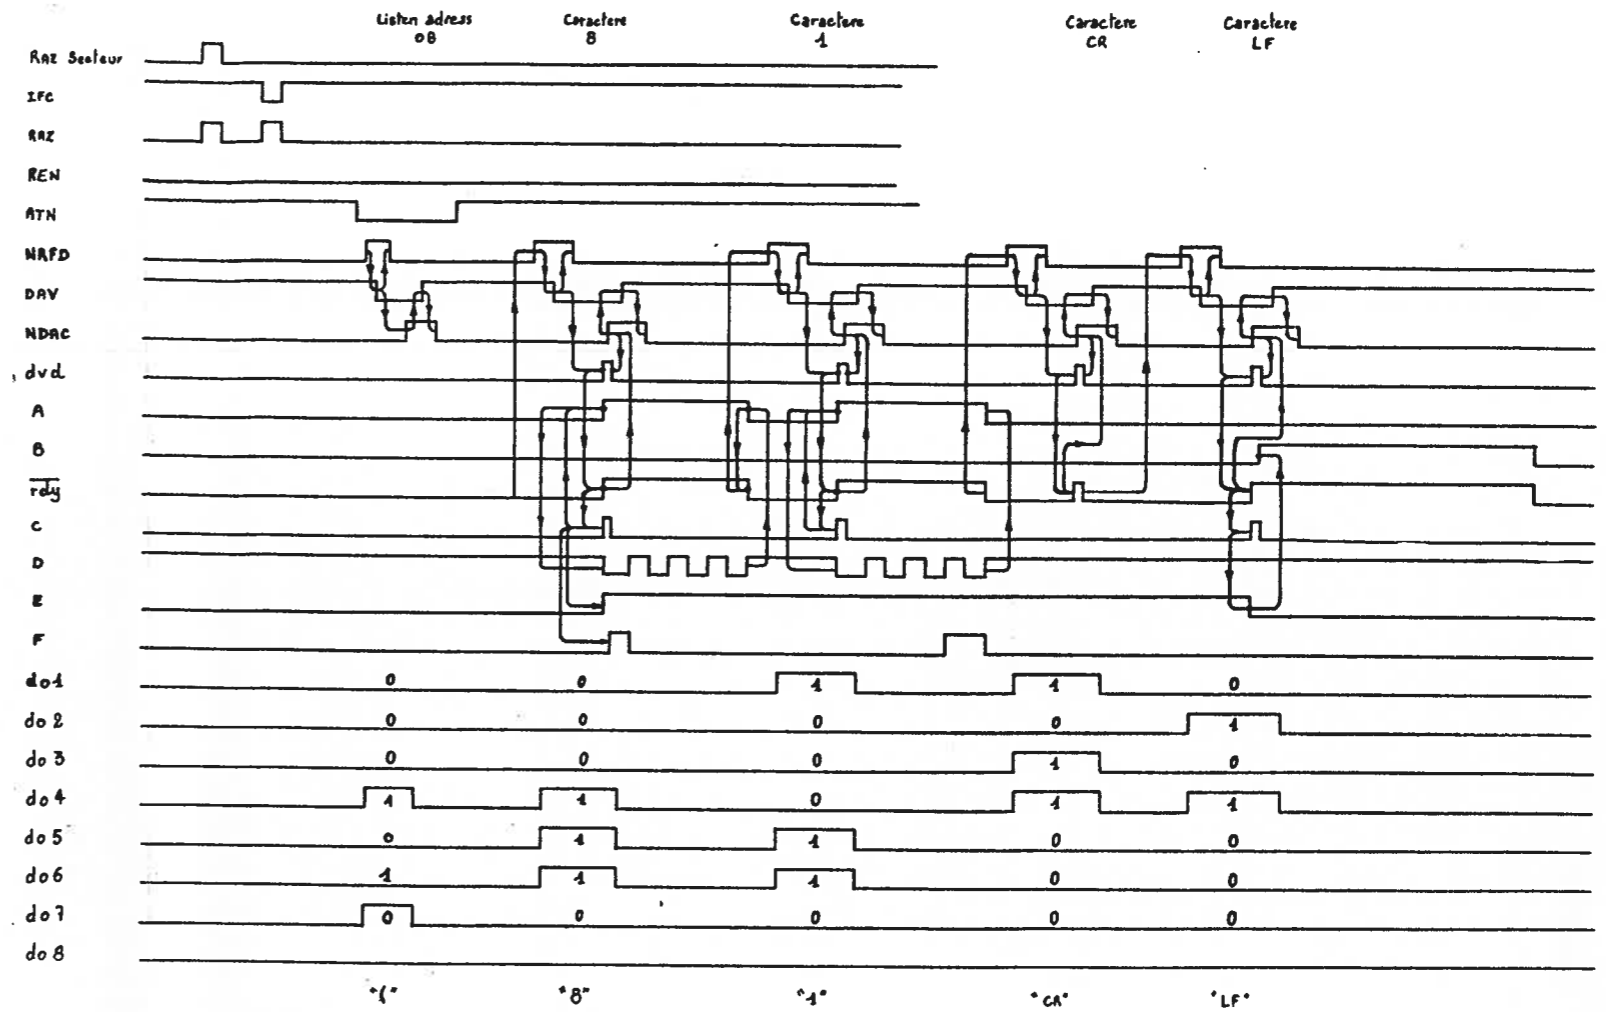 Listen adress Caractere Caractere Caractere Caractere
08 8 1 CR LF
RAZ Secteur
IFC
RAZ
REN
ATN
NRFD
DAV
NDAC
dvd
A
B
rdy
C
D
E
F
do1 0 0 1 1 0
do2 0 0 0 0 1
do3 0 0 0 1 0
do4 1 1 0 1 1
do5 0 1 1 0 0
do6 1 1 1 0 0
do7 0 0 0 0 0
do8
"(" "8" "1" "CR" "LF"